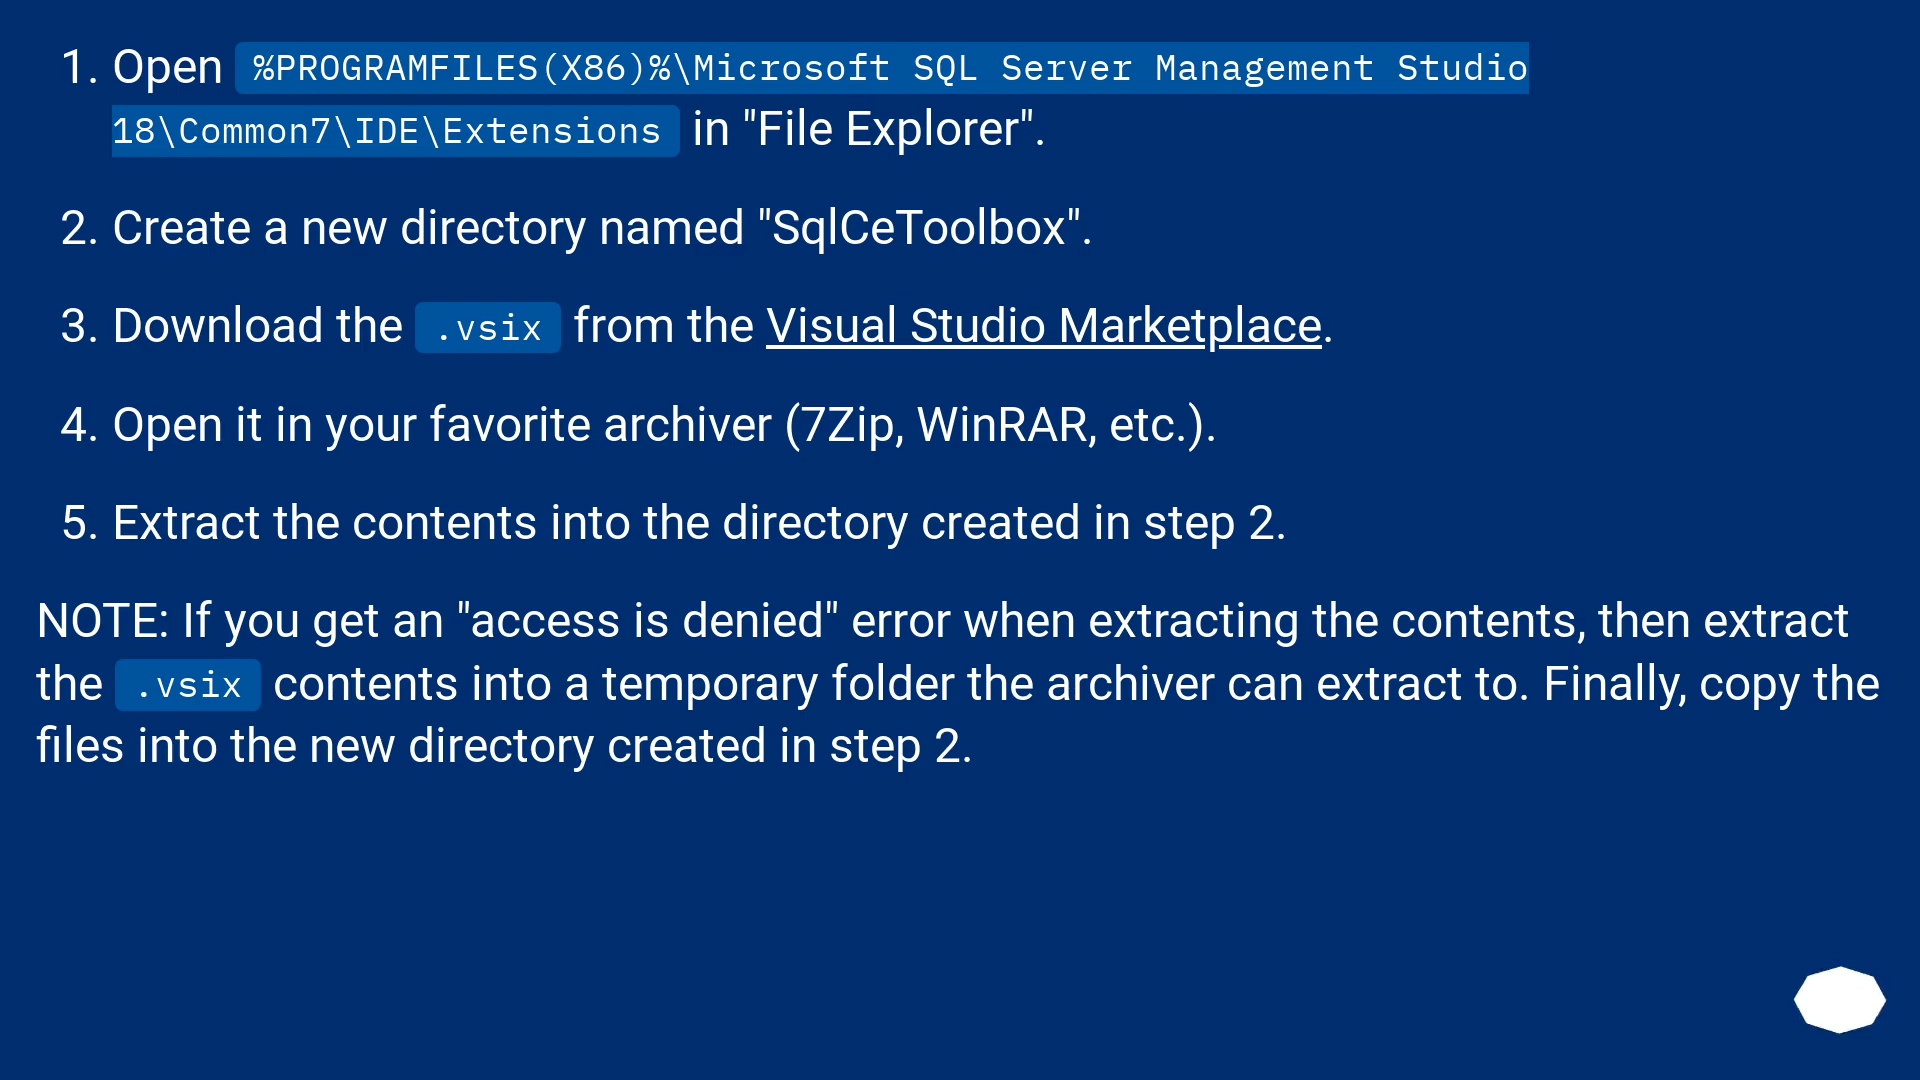 1. Open %PROGRAMFILES(X86)%\Microsoft SQL Server Management Studio
18\Common7\IDE\Extensions in "File Explorer".
2. Create a new directory named "SqlCeToolbox".
3. Download the .vsix from the Visual Studio Marketplace.
4. Open it in your favorite archiver (7Zip, WinRAR, etc.).
5. Extract the contents into the directory created in step 2.
NOTE: If you get an "access is denied" error when extracting the contents, then extract
the .vsix contents into a temporary folder the archiver can extract to. Finally, copy the
files into the new directory created in step 2.